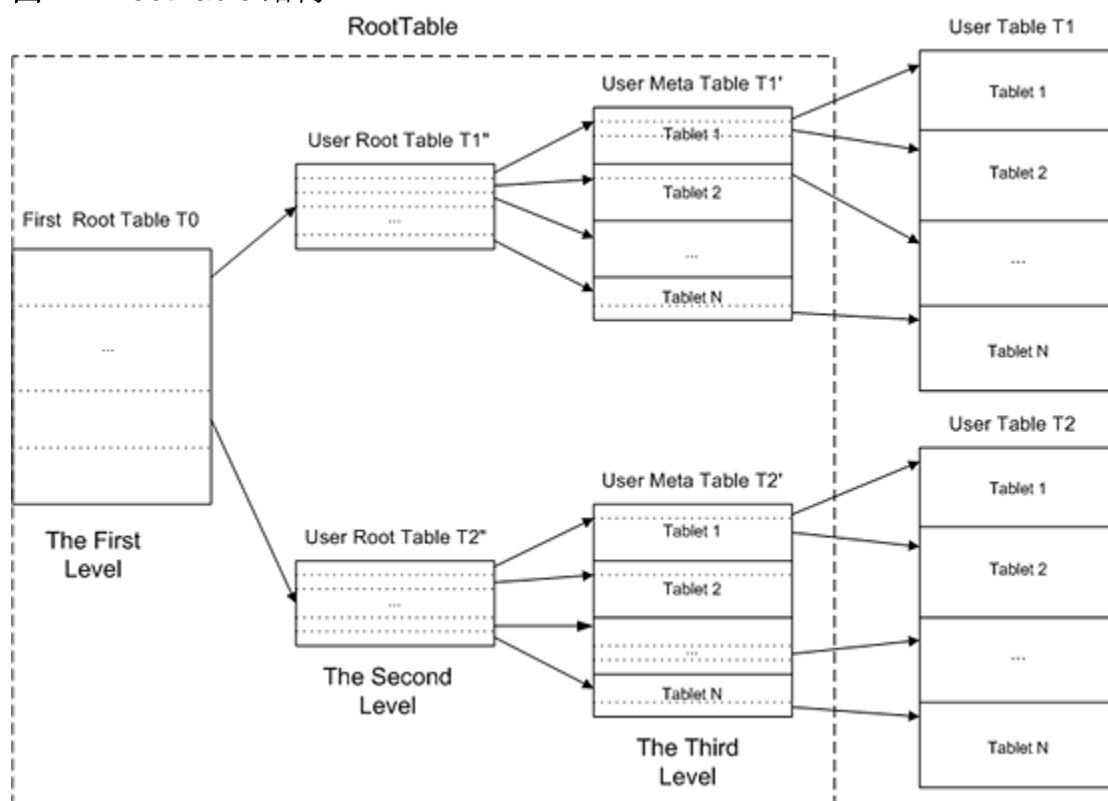 RootTable
User Table T1
User Meta Table T1'
Tablet 1
Tablet 1
User Root Table T1"
Tablet 2
Tablet 2
...
First Root Table T0
...
...
Tablet N
...
Tablet N
User Table T2
User Meta Table T2'
Tablet 1
The First
Level
User Root Table T2"
Tablet 1
Tablet 2
Tablet 2
...
...
...
The Second
Level
Tablet N
The Third
Level
Tablet N